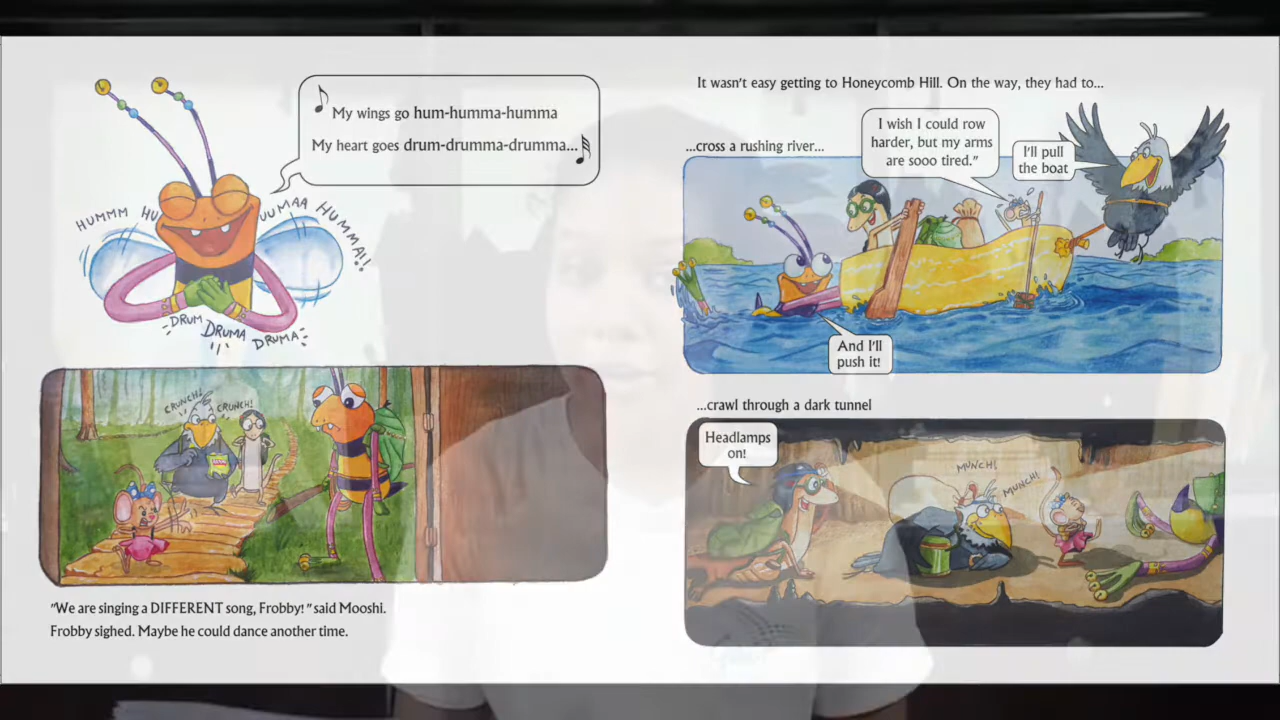 ♪ My wings go hum-humma-humma
My heart goes drum-drumma-drumma...
HUMMM HU UUMAA HUMMA!!
DRUM DRUMA DRUMA
CRUNCH! CRUNCH!
"We are singing a DIFFERENT song, Frobby!" said Mooshi.
Frobby sighed. Maybe he could dance another time.
It wasn't easy getting to Honeycomb Hill. On the way, they had to...
...cross a rushing river...
I wish I could row
harder, but my arms
are sooo tired."
I'll pull
the boat
And I'll
push it!
...crawl through a dark tunnel
Headlamps
on!
MUNCH!
MUNCH!